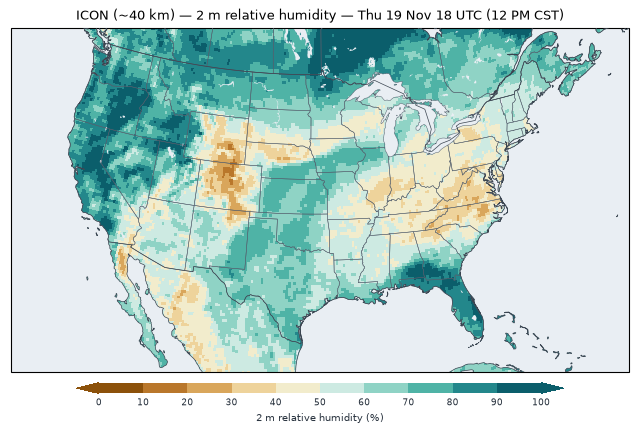 ICON (~40 km) — 2 m relative humidity — Thu 19 Nov 18 UTC (12 PM CST)
0 10 20 30 40 50 60 70 80 90 100
2 m relative humidity (%)